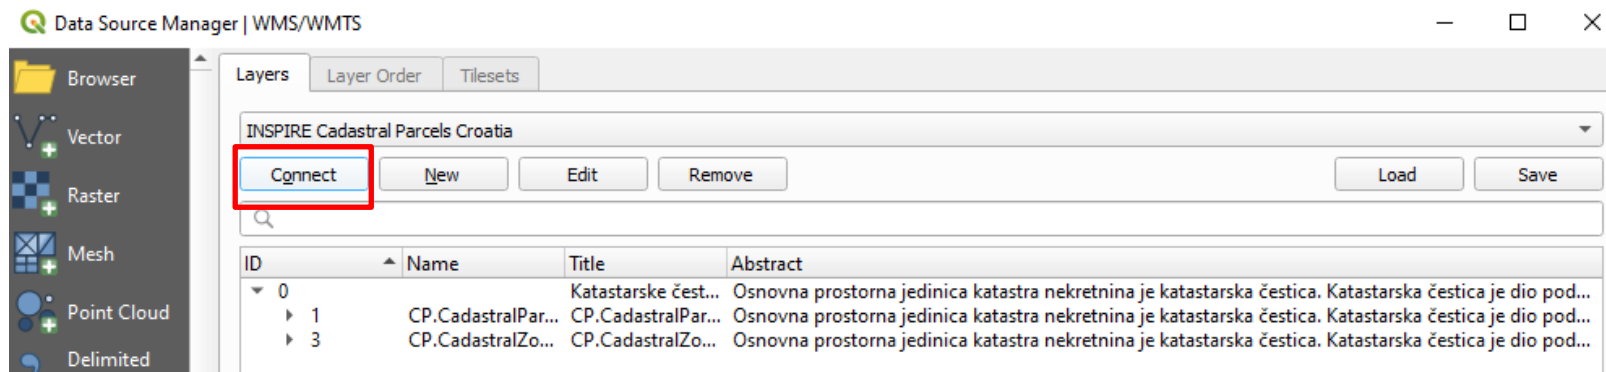 Data Source Manager | WMS/WMTS
Browser
Vector
Raster
Mesh
Point Cloud
Delimited
Layers Layer Order Tilesets
INSPIRE Cadastral Parcels Croatia
Connect New Edit Remove Load Save
ID Name Title Abstract
0 Katastarske čest... Osnovna prostorna jedinica katastra nekretnina je katastarska čestica. Katastarska čestica je dio pod...
1 CP.CadastralPar... CP.CadastralPar... Osnovna prostorna jedinica katastra nekretnina je katastarska čestica. Katastarska čestica je dio pod...
3 CP.CadastralZo... CP.CadastralZo... Osnovna prostorna jedinica katastra nekretnina je katastarska čestica. Katastarska čestica je dio pod...